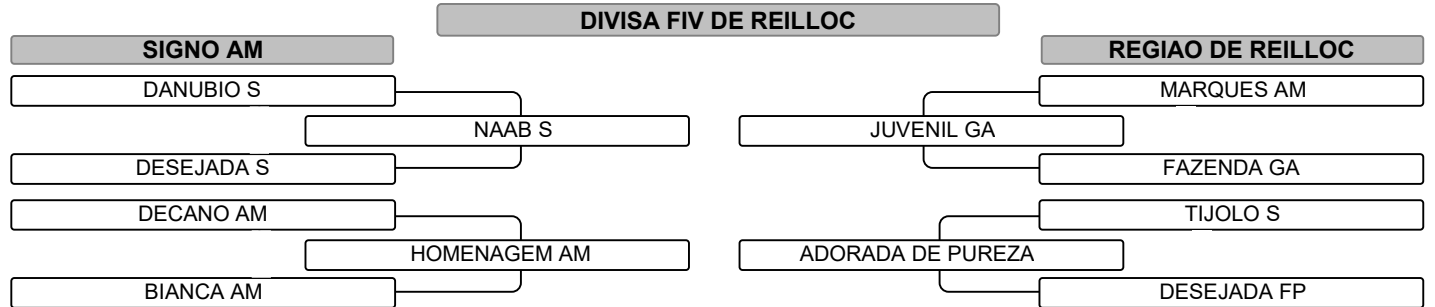 DIVISA FIV DE REILLOC
SIGNO AM
REGIAO DE REILLOC
DANUBIO S
MARQUES AM
NAAB S
JUVENIL GA
DESEJADA S
FAZENDA GA
DECANO AM
TIJOLO S
HOMENAGEM AM
ADORADA DE PUREZA
BIANCA AM
DESEJADA FP